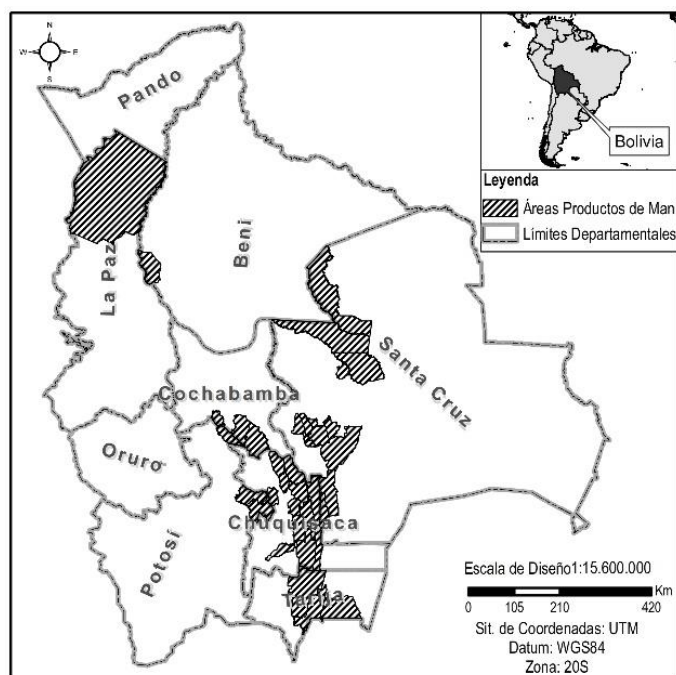 N
W E
S
Pando
Bolivia
Leyenda
Áreas Productos de Man
Límites Departamentales
La Paz
Beni
Santa Cruz
Cochabamba
Oruro
Potosí
Chuquisaca
Tarija
Escala de Diseño1:15.600.000
Km
0 105 210 420
Sit. de Coordenadas: UTM
Datum: WGS84
Zona: 20S